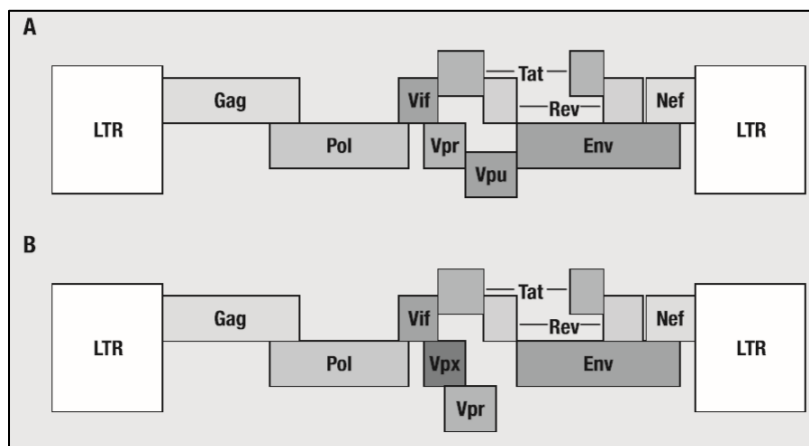 A
Tat
Gag Vif Rev Nef
LTR LTR
Pol Vpr Env
Vpu
B
Tat
Gag Vif Rev Nef
LTR LTR
Pol Vpx Env
Vpr